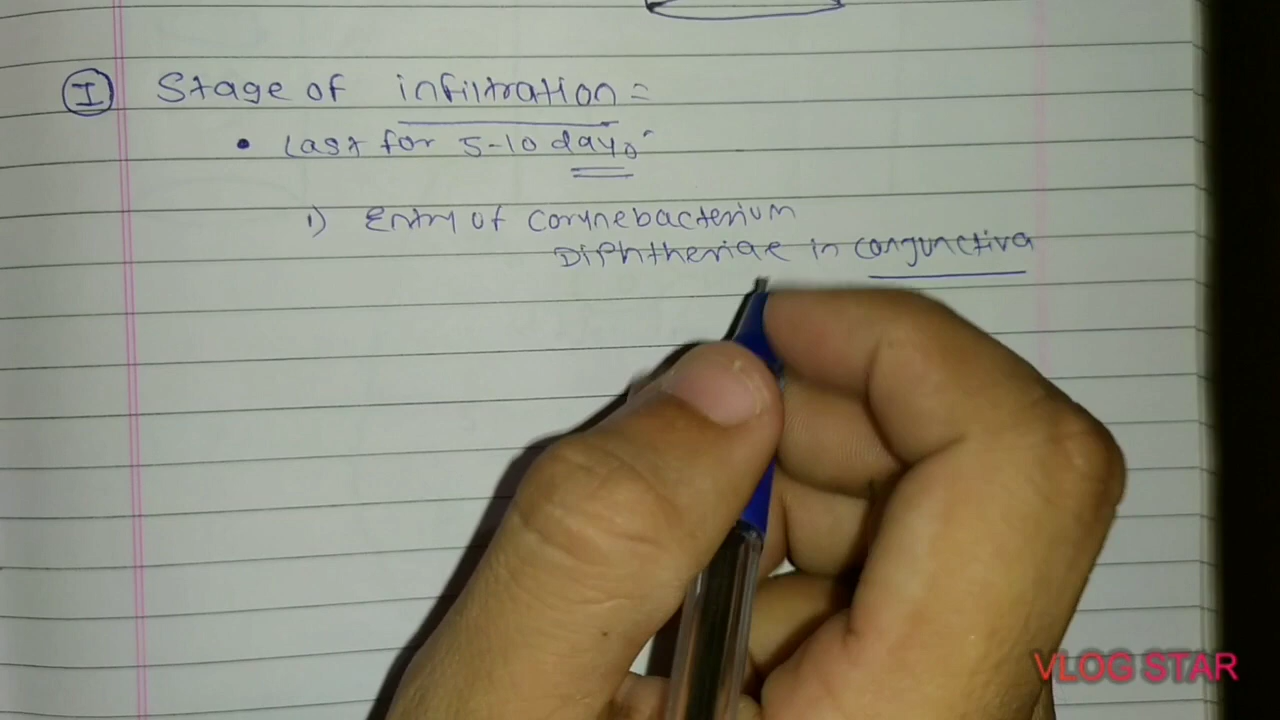 I Stage of infiltration =
• Last for 5-10 days
1) Entry of Corynebacterium
Diphtheriae in conjunctiva
VLOG STAR